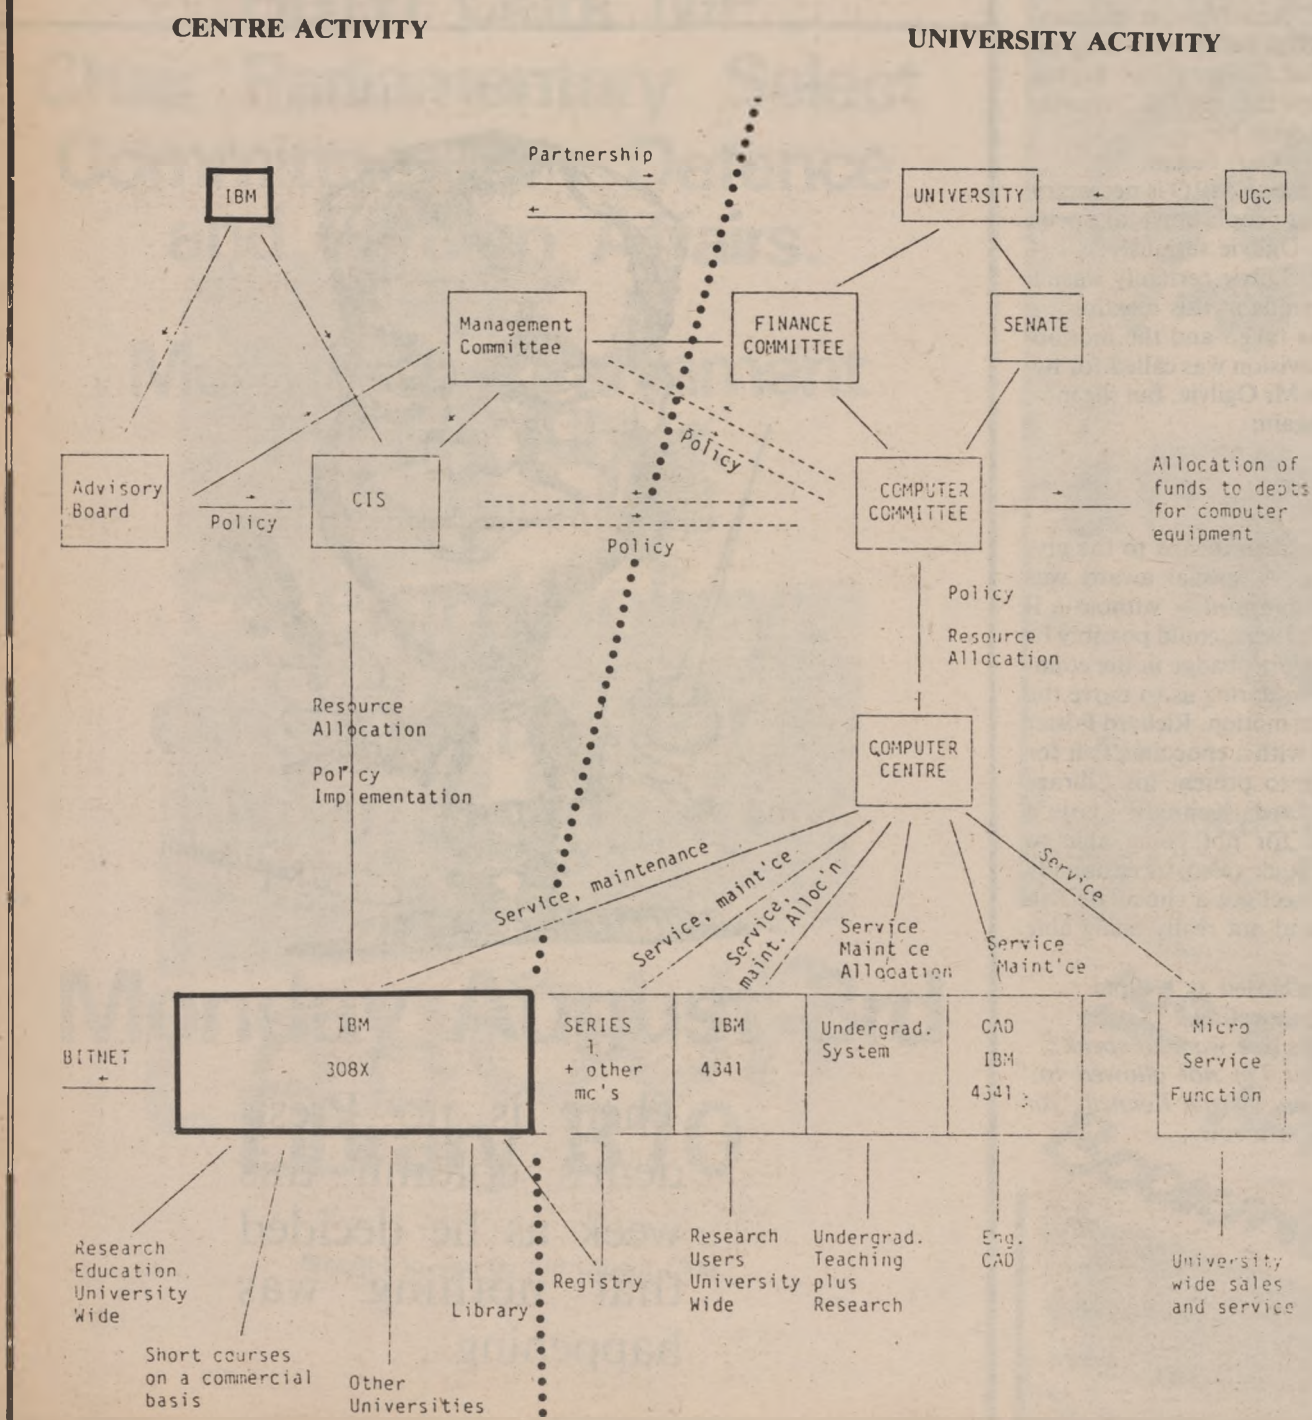 CENTRE ACTIVITY
UNIVERSITY ACTIVITY
Partnership
IBM
UNIVERSITY
UGC
Management
Committee
FINANCE
COMMITTEE
SENATE
Policy
Advisory
Board
Policy
CIS
Policy
COMPUTER
COMMITTEE
Allocation of
funds to depts
for computer
equipment
Policy
Resource
Allocation
Resource
Allocation
Policy
Implementation
COMPUTER
CENTRE
Service, maintenance
Service, maint'ce
Service,
maint. Alloc'n
Service
Maint'ce
Allocation
Service
Maint'ce
Service
BITNET
IBM
308X
SERIES
1
+ other
mc's
IBM
4341
Undergrad.
System
CAD
IBM
4341
Micro
Service
Function
Research
Education
University
Wide
Short courses
on a commercial
basis
Other
Universities
Library
Registry
Research
Users
University
Wide
Undergrad.
Teaching
plus
Research
Eng.
CAD
University
wide sales
and service